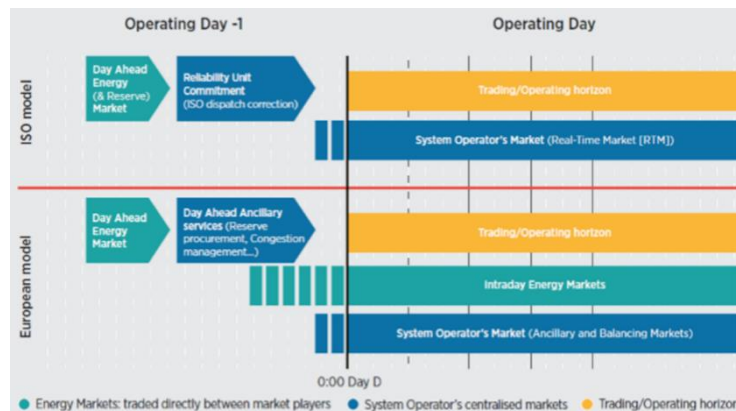 Operating Day -1
Operating Day
ISO model
Day Ahead
Energy
(& Reserve)
Market
Reliability Unit
Commitment
(ISO dispatch correction)
Trading/Operating horizon
System Operator's Market (Real-Time Market [RTM])
European model
Day Ahead
Energy
Market
Day Ahead Ancillary
services (Reserve
procurement, Congestion
management...)
Trading/Operating horizon
Intraday Energy Markets
System Operator's Market (Ancillary and Balancing Markets)
0:00 Day D
Energy Markets: traded directly between market players
System Operator's centralised markets
Trading/Operating horizon